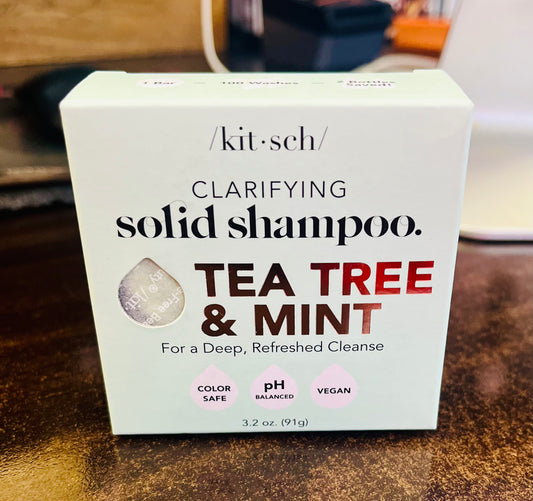 1 Bar — 100 Washes — 2 Bottles Saved!
/kit·sch/
CLARIFYING
solid shampoo.
TEA TREE
& MINT
For a Deep, Refreshed Cleanse
COLOR SAFE
pH BALANCED
VEGAN
3.2 oz. (91g)